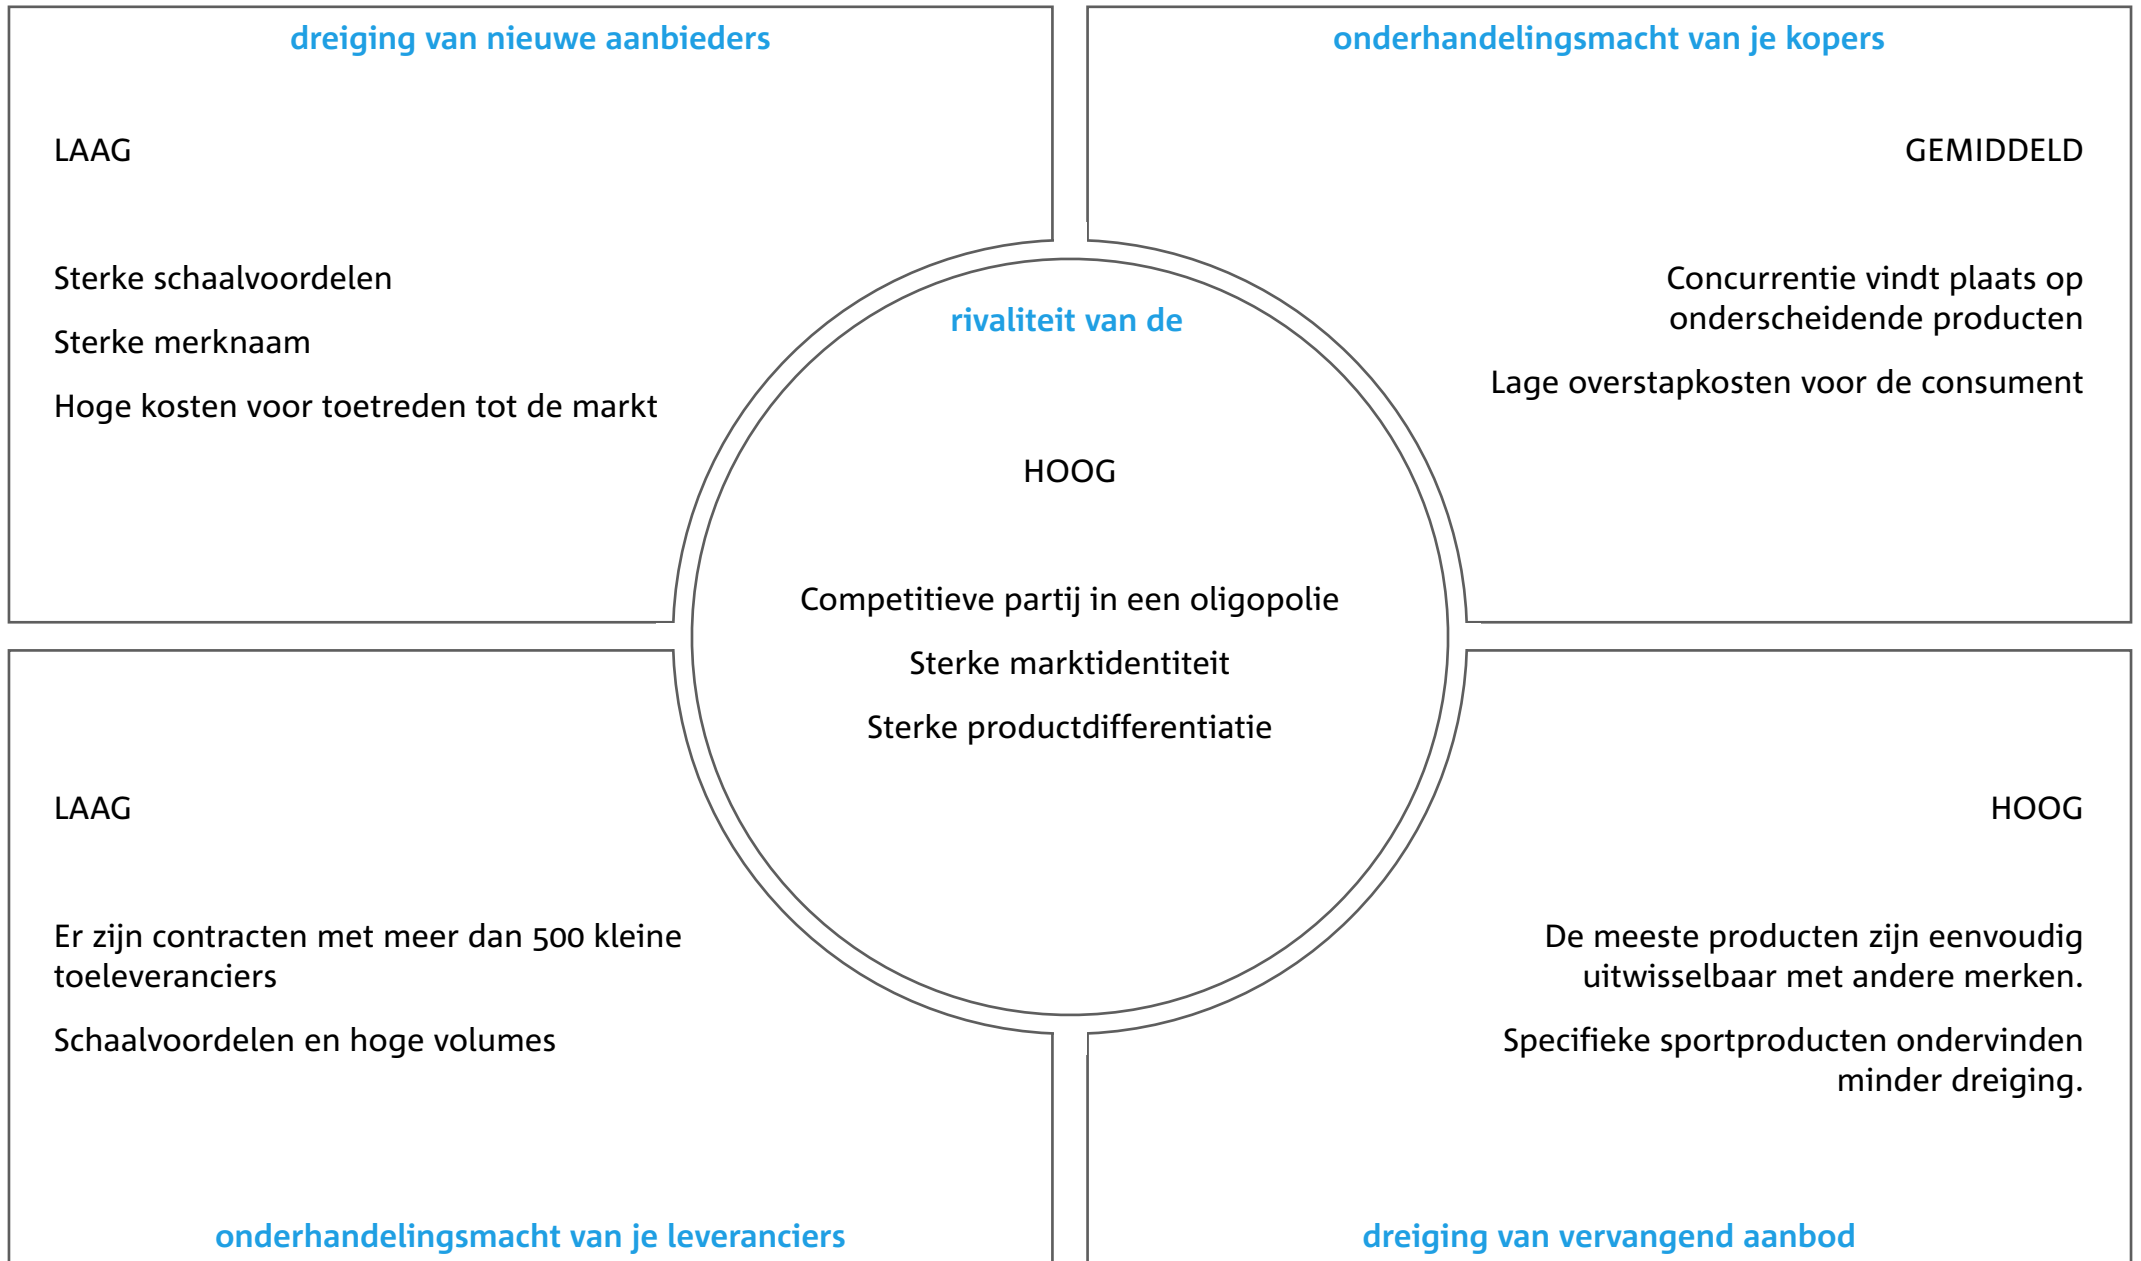 dreiging van nieuwe aanbieders
LAAG
Sterke schaalvoordelen
Sterke merknaam
Hoge kosten voor toetreden tot de markt
onderhandelingsmacht van je kopers
GEMIDDELD
Concurrentie vindt plaats op
onderscheidende producten
Lage overstapkosten voor de consument
rivaliteit van de
HOOG
Competitieve partij in een oligopolie
Sterke marktidentiteit
Sterke productdifferentiatie
LAAG
Er zijn contracten met meer dan 500 kleine
toeleveranciers
Schaalvoordelen en hoge volumes
onderhandelingsmacht van je leveranciers
HOOG
De meeste producten zijn eenvoudig
uitwisselbaar met andere merken.
Specifieke sportproducten ondervinden
minder dreiging.
dreiging van vervangend aanbod